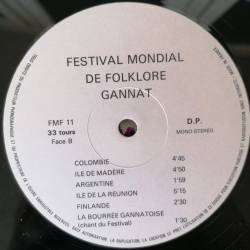 FESTIVAL MONDIAL
DE FOLKLORE
GANNAT
FMF 11
33 tours
Face B
D.P.
MONO-STEREO
COLOMBIE 4'45
ILE DE MADERE 4'50
ARGENTINE 1'59
ILE DE LA REUNION 6'15
FINLANDE 2'30
LA BOURREE GANNATOISE
(chant du Festival) 1'30